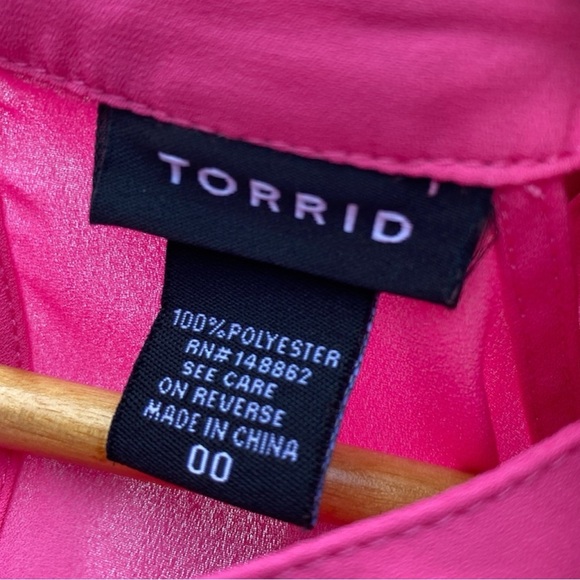 TORRID
100% POLYESTER
RN#148862
SEE CARE
ON REVERSE
MADE IN CHINA
00